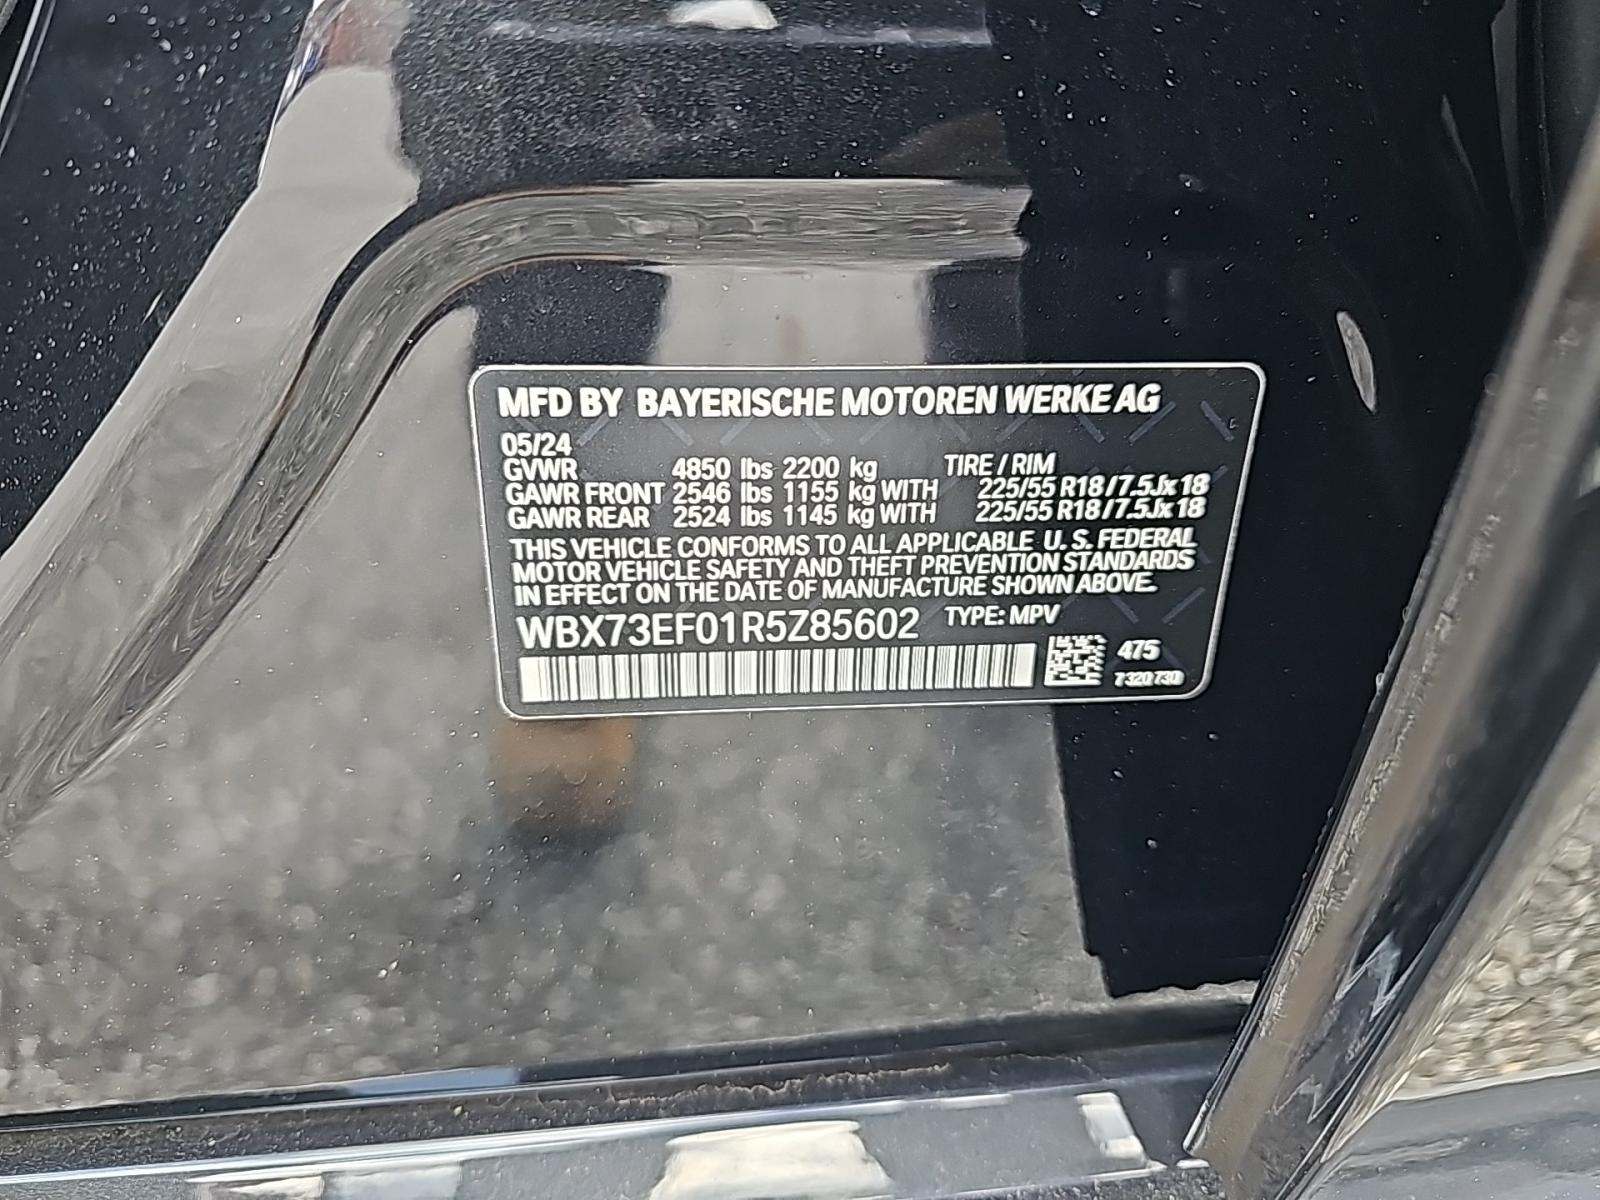 MFD BY BAYERISCHE MOTOREN WERKE AG
05/24
GVWR 4850 lbs 2200 kg TIRE / RIM
GAWR FRONT 2546 lbs 1155 kg WITH 225/55 R18 / 7.5Jx18
GAWR REAR 2524 lbs 1145 kg WITH 225/55 R18 / 7.5Jx18
THIS VEHICLE CONFORMS TO ALL APPLICABLE U. S. FEDERAL
MOTOR VEHICLE SAFETY AND THEFT PREVENTION STANDARDS
IN EFFECT ON THE DATE OF MANUFACTURE SHOWN ABOVE.
WBX73EF01R5Z85602 TYPE: MPV
475
7320730